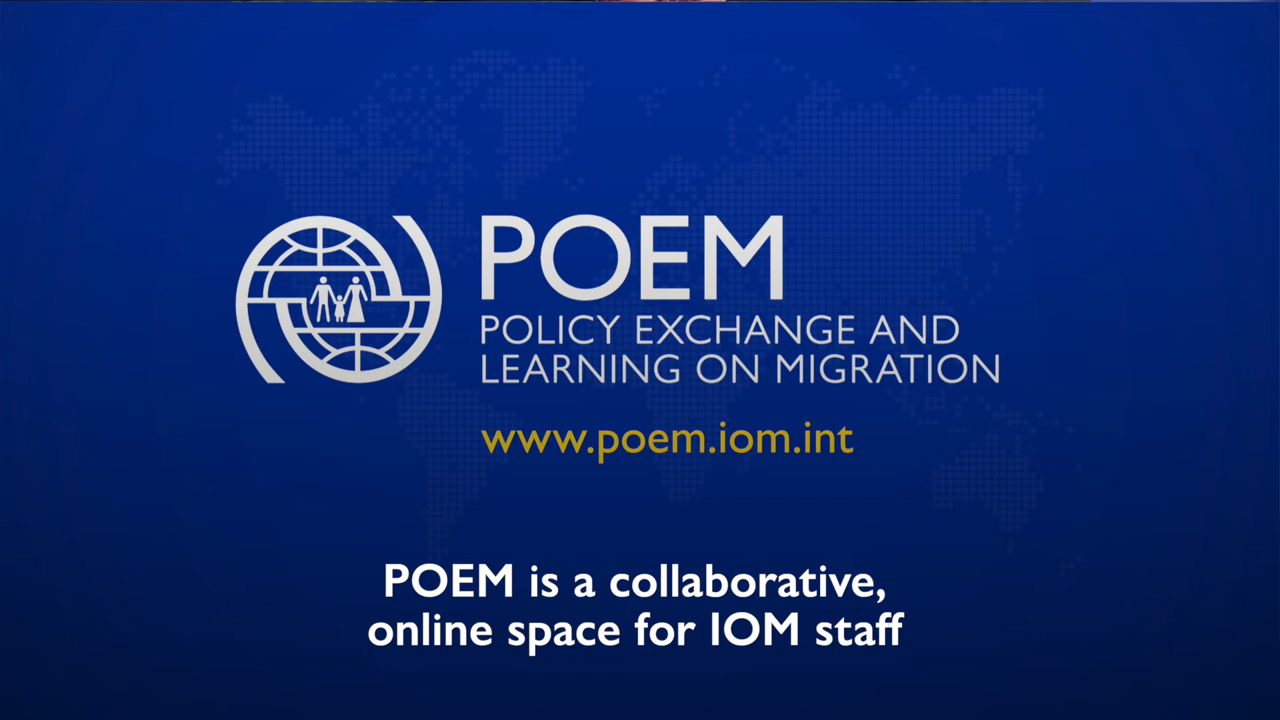 POEM
POLICY EXCHANGE AND
LEARNING ON MIGRATION
www.poem.iom.int
POEM is a collaborative,
online space for IOM staff